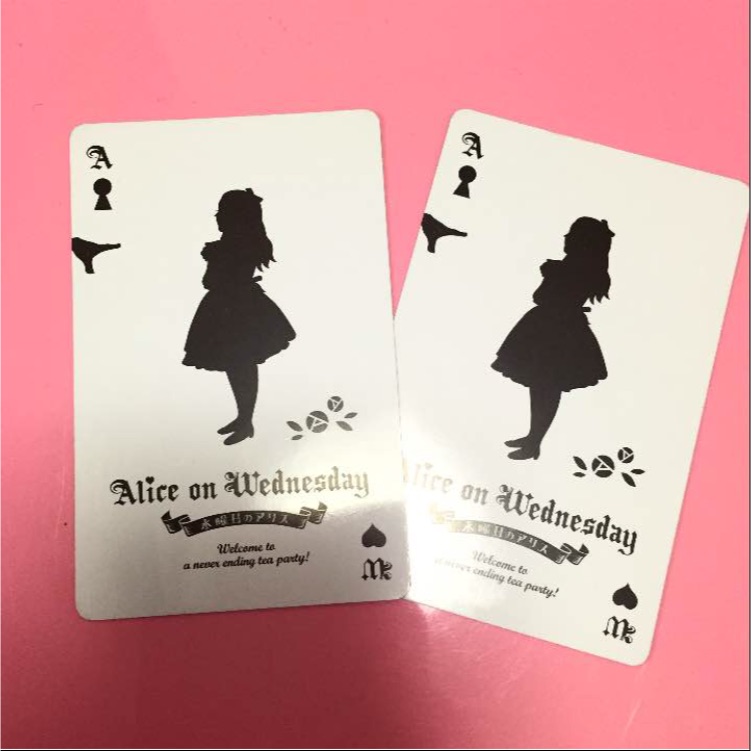 A
Alice on Wednesday
水曜日のアリス
Welcome to
a never ending tea party!
A
lice on Wednesday
水曜日のアリス
Welcome to
a never ending tea party!